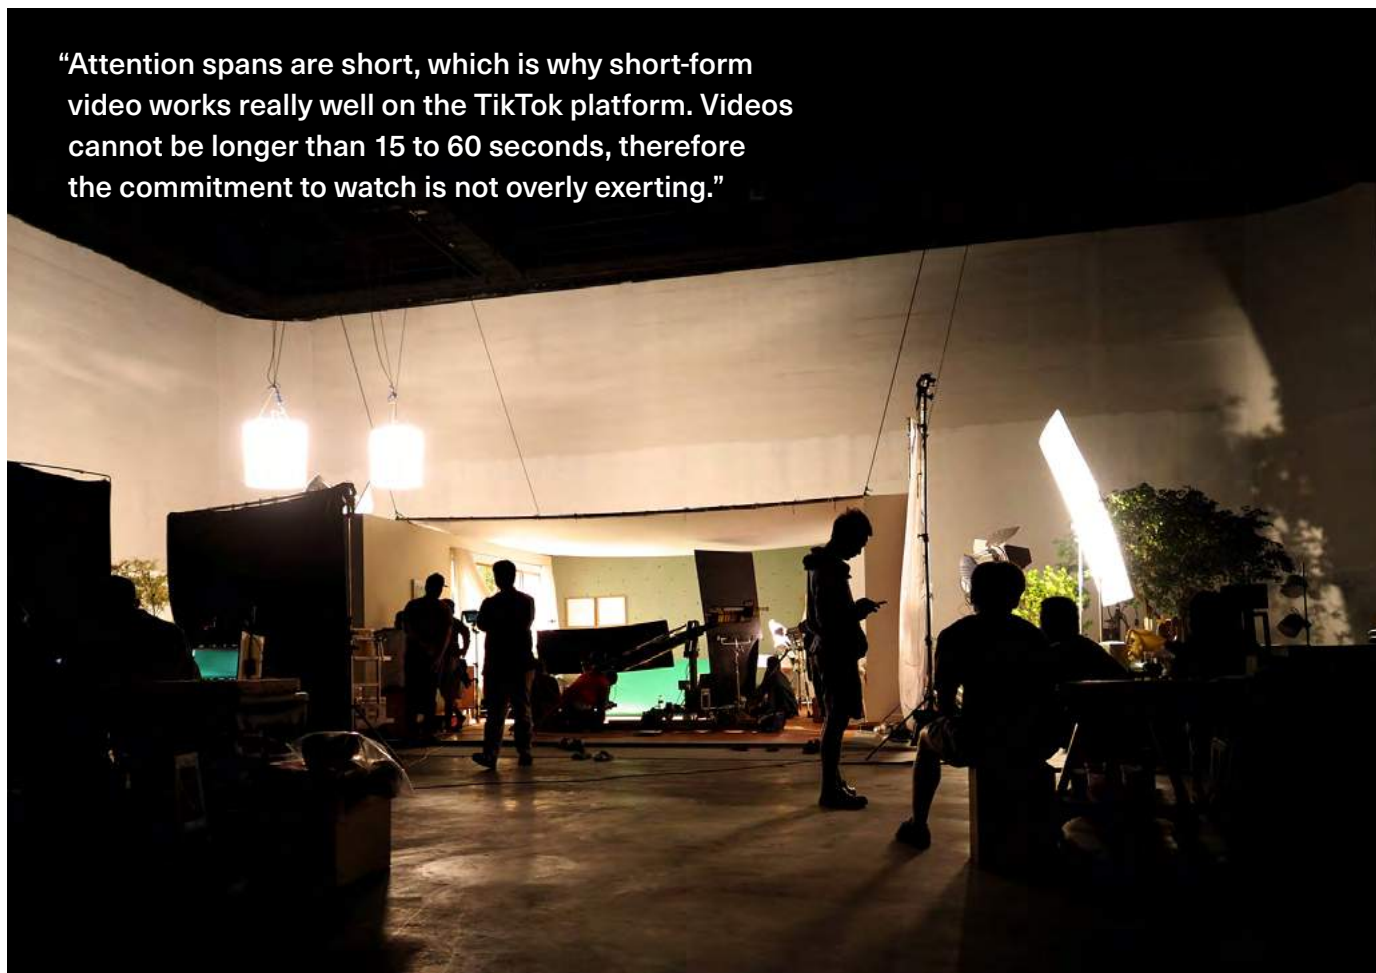 “Attention spans are short, which is why short-form
video works really well on the TikTok platform. Videos
cannot be longer than 15 to 60 seconds, therefore
the commitment to watch is not overly exerting.”